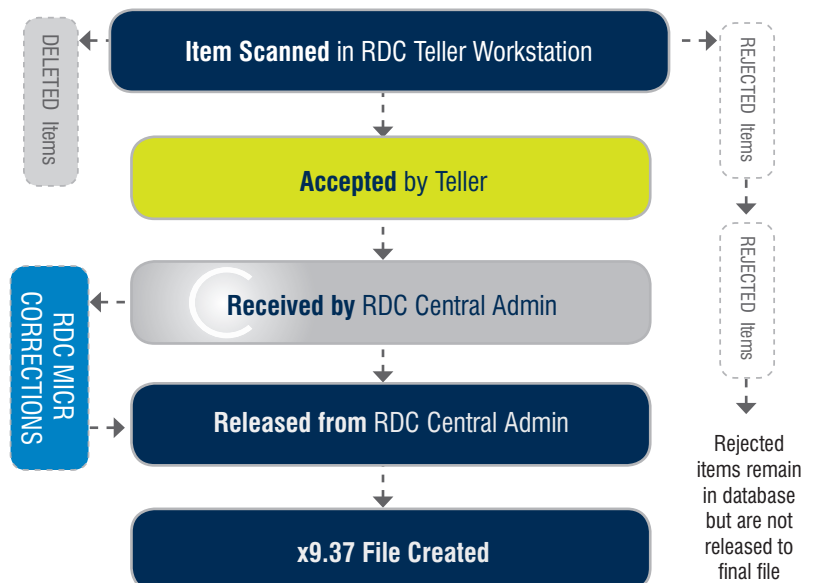 DELETED Items
Item Scanned in RDC Teller Workstation
REJECTED Items
Accepted by Teller
RDC MICR
CORRECTIONS
Received by RDC Central Admin
REJECTED Items
Released from RDC Central Admin
x9.37 File Created
Rejected
items remain
in database
but are not
released to
final file